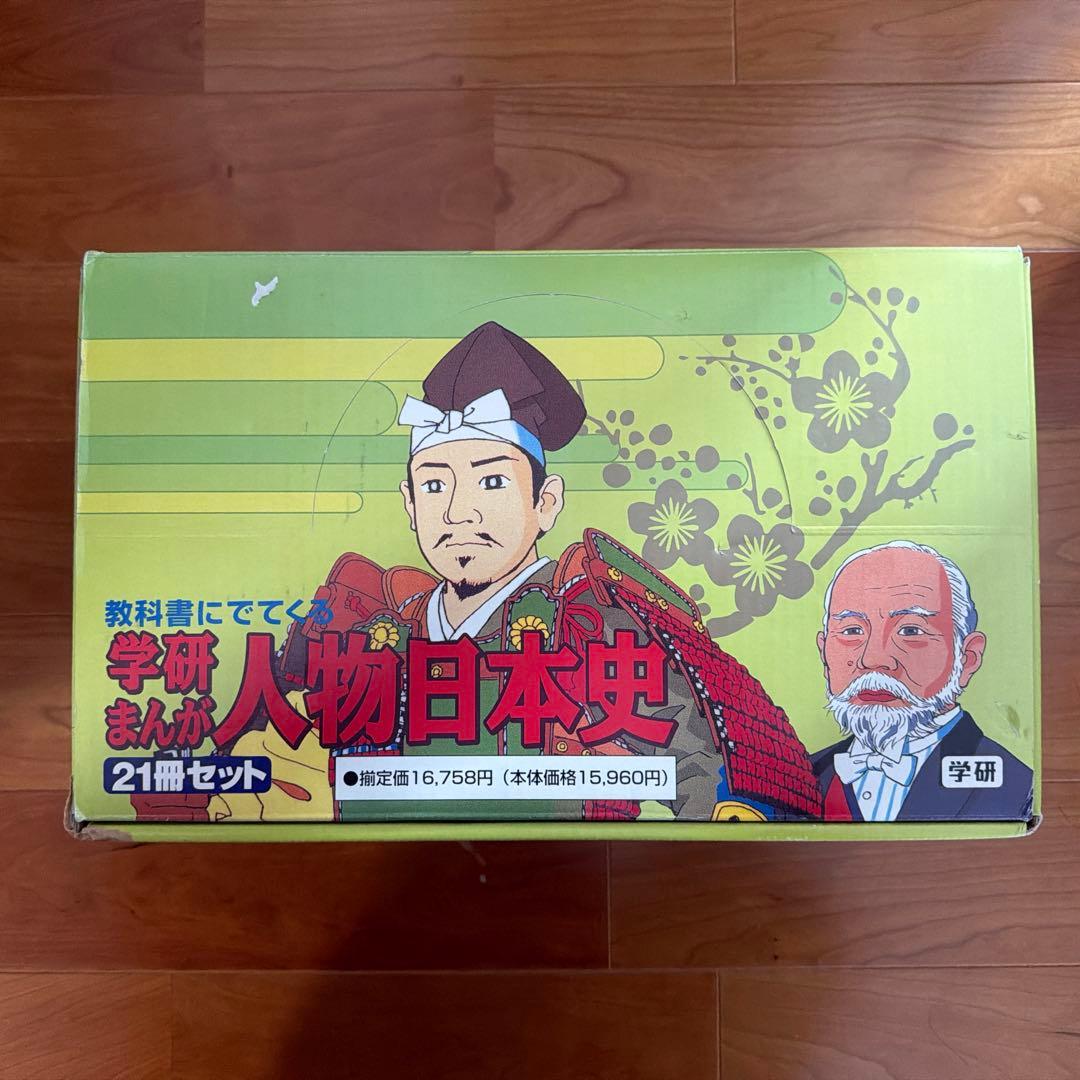 教科書にでてくる
学研
まんが
人物日本史
21冊セット
●揃定価16,758円（本体価格15,960円）
学研